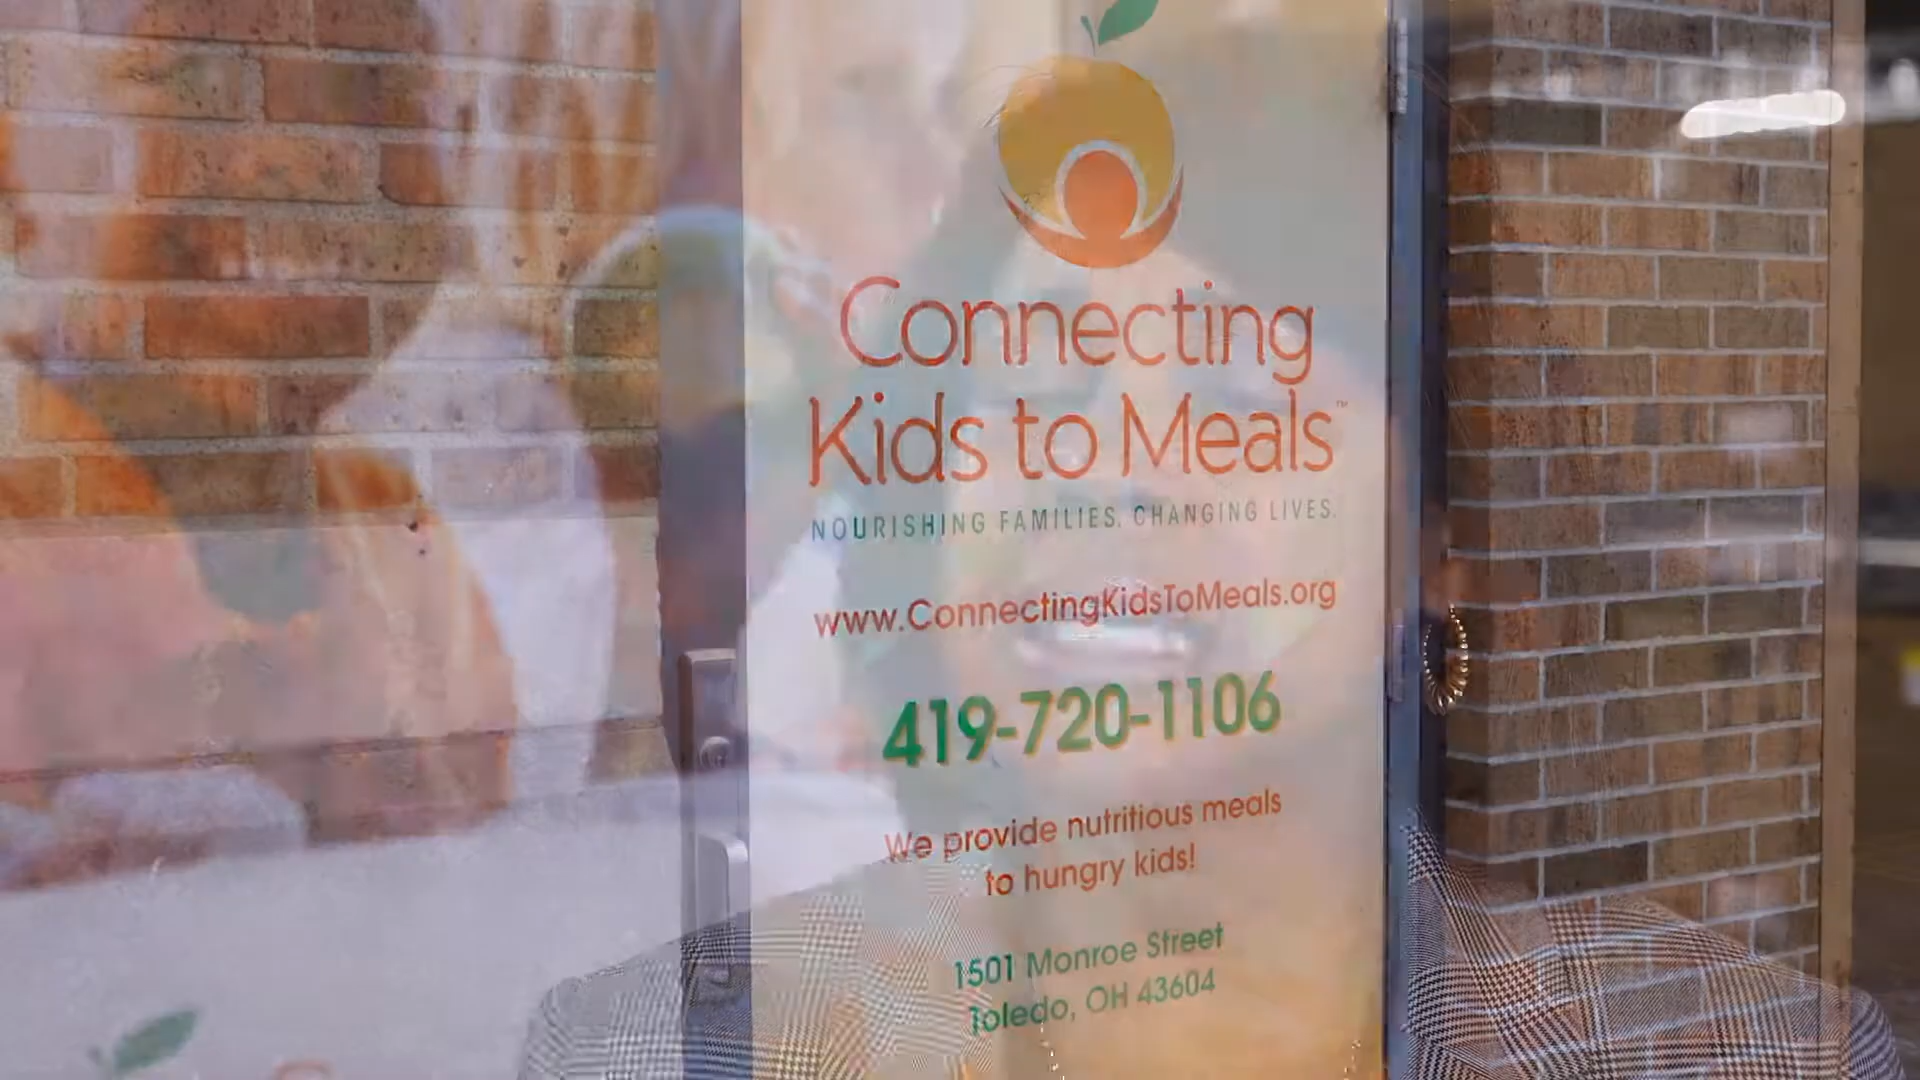 Connecting
Kids to Meals™
NOURISHING FAMILIES. CHANGING LIVES.
www.ConnectingKidsToMeals.org
419-720-1106
We provide nutritious meals
to hungry kids!
1501 Monroe Street
Toledo, OH 43604